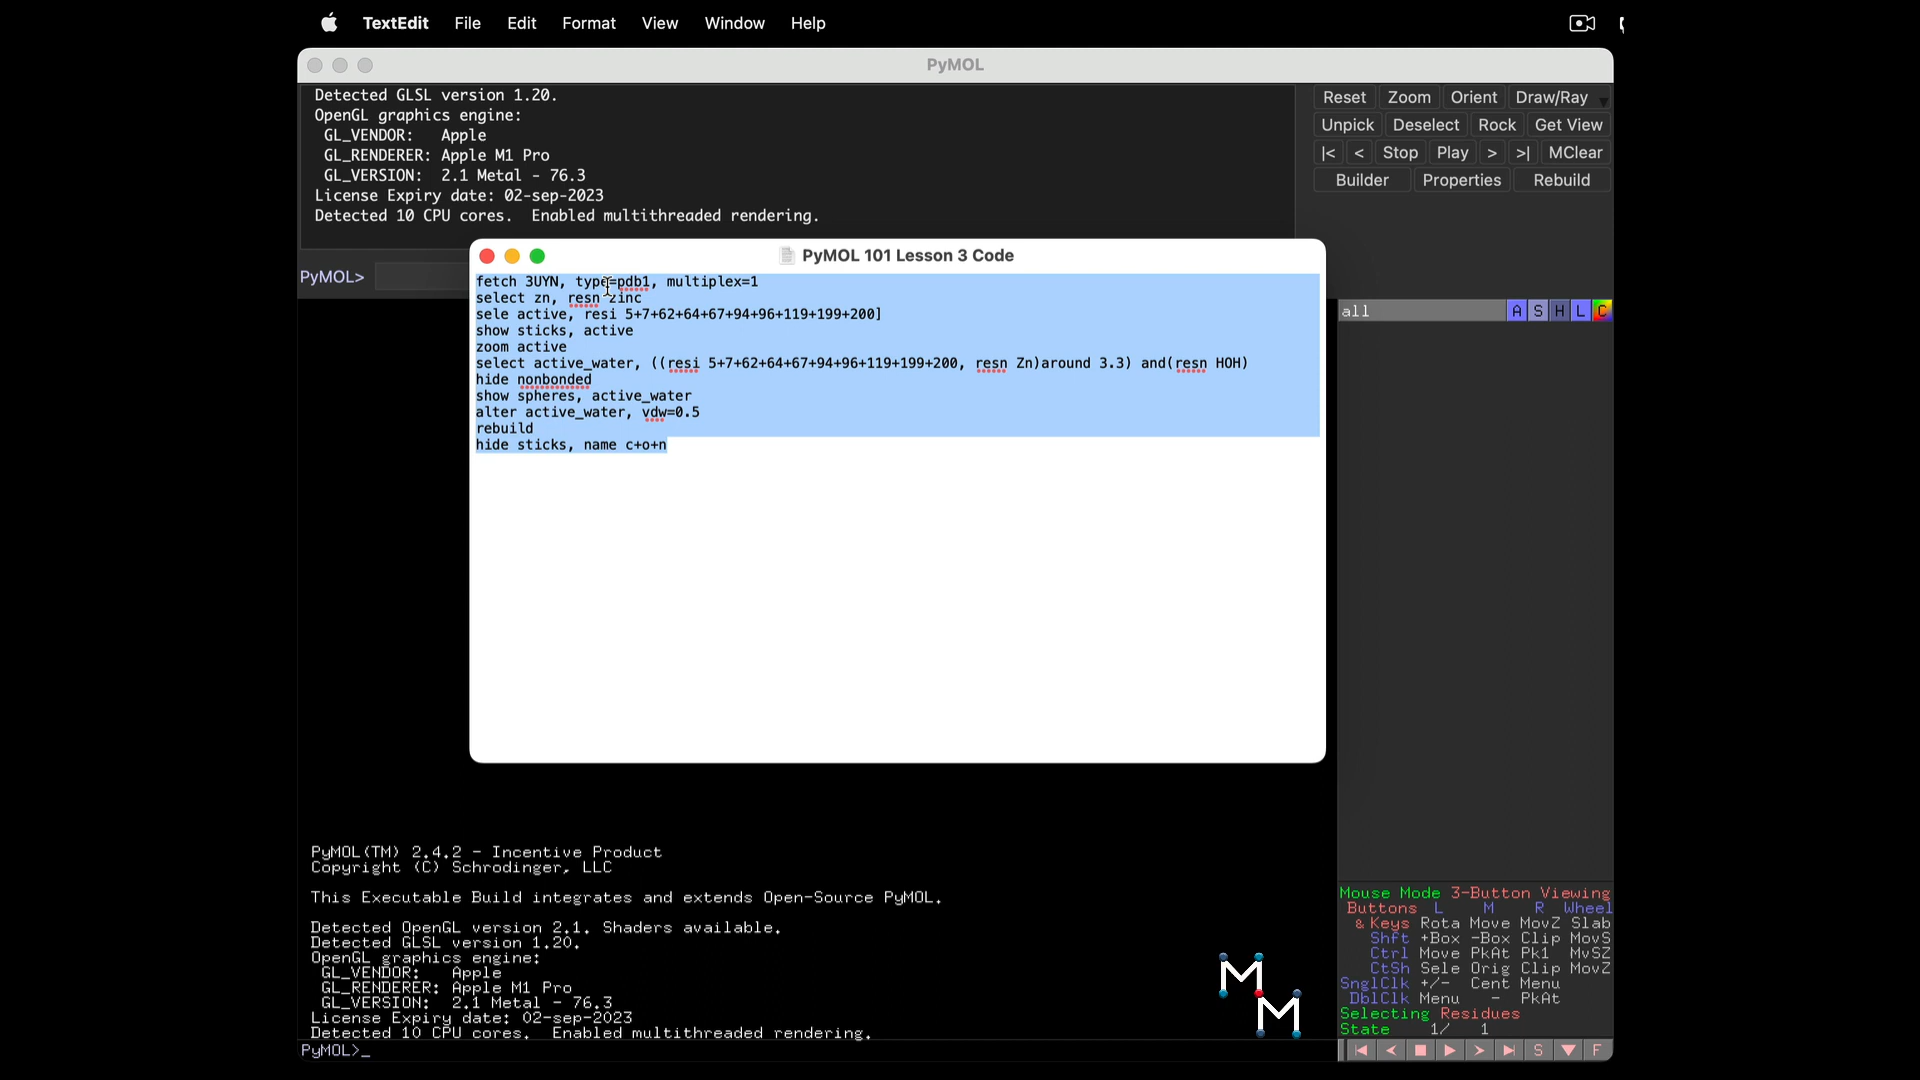 TextEdit File Edit Format View Window Help
PyMOL
Detected GLSL version 1.20.
OpenGL graphics engine:
GL_VENDOR: Apple
GL_RENDERER: Apple M1 Pro
GL_VERSION: 2.1 Metal - 76.3
License Expiry date: 02-sep-2023
Detected 10 CPU cores. Enabled multithreaded rendering.
Reset Zoom Orient Draw/Ray
Unpick Deselect Rock Get View
|< < Stop Play > >| MClear
Builder Properties Rebuild
PyMOL>
PyMOL 101 Lesson 3 Code
fetch 3UYN, type=pdb1, multiplex=1
select zn, resn zinc
sele active, resi 5+7+62+64+67+94+96+119+199+200]
show sticks, active
zoom active
select active_water, ((resi 5+7+62+64+67+94+96+119+199+200, resn Zn)around 3.3) and(resn HOH)
hide nonbonded
show spheres, active_water
alter active_water, vdw=0.5
rebuild
hide sticks, name c+o+n
all A S H L C
PyMOL(TM) 2.4.2 - Incentive Product
Copyright (C) Schrodinger, LLC
This Executable Build integrates and extends Open-Source PyMOL.
Detected OpenGL version 2.1. Shaders available.
Detected GLSL version 1.20.
OpenGL graphics engine:
GL_VENDOR: Apple
GL_RENDERER: Apple M1 Pro
GL_VERSION: 2.1 Metal - 76.3
License Expiry date: 02-sep-2023
Detected 10 CPU cores. Enabled multithreaded rendering.
PyMOL>_
MM
Mouse Mode 3-Button Viewing
Buttons L M R Wheel
& Keys Rota Move MovZ Slab
Shft +Box -Box Clip MovS
Ctrl Move PkAt Pk1 MvSZ
CtSh Sele Orig Clip MovZ
SnglClk +/- Cent Menu
DblClk Menu - PkAt
Selecting Residues
State 1/ 1
S F